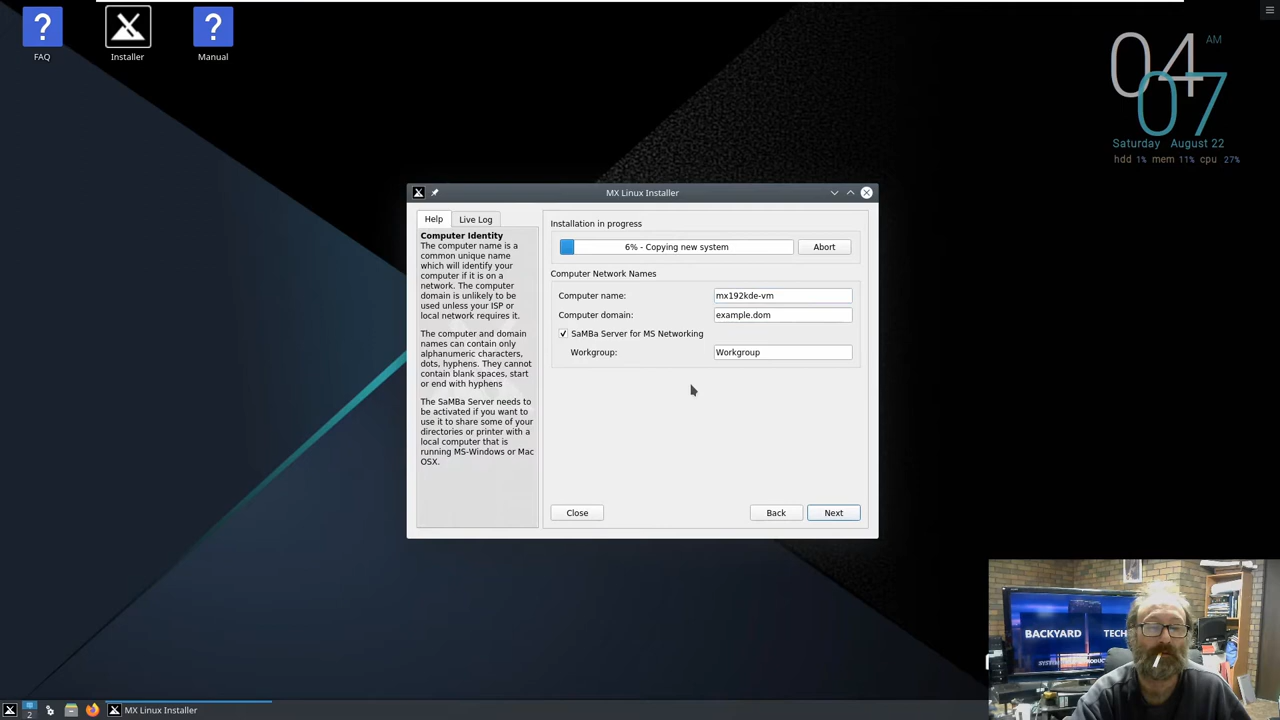 FAQ
Installer
Manual
04
AM
07
Saturday August 22
hdd 1% mem 11% cpu 27%
MX Linux Installer
Help
Live Log
Computer Identity
The computer name is a
common unique name
which will identify your
computer if it is on a
network. The computer
domain is unlikely to be
used unless your ISP or
local network requires it.
The computer and domain
names can contain only
alphanumeric characters,
dots, hyphens. They cannot
contain blank spaces, start
or end with hyphens
The SaMBa Server needs to
be activated if you want to
use it to share some of your
directories or printer with a
local computer that is
running MS-Windows or Mac
OSX.
Installation in progress
6% - Copying new system
Abort
Computer Network Names
Computer name:
mx192kde-vm
Computer domain:
example.dom
SaMBa Server for MS Networking
Workgroup:
Workgroup
Close
Back
Next
BACKYARD TECH
2
MX Linux Installer